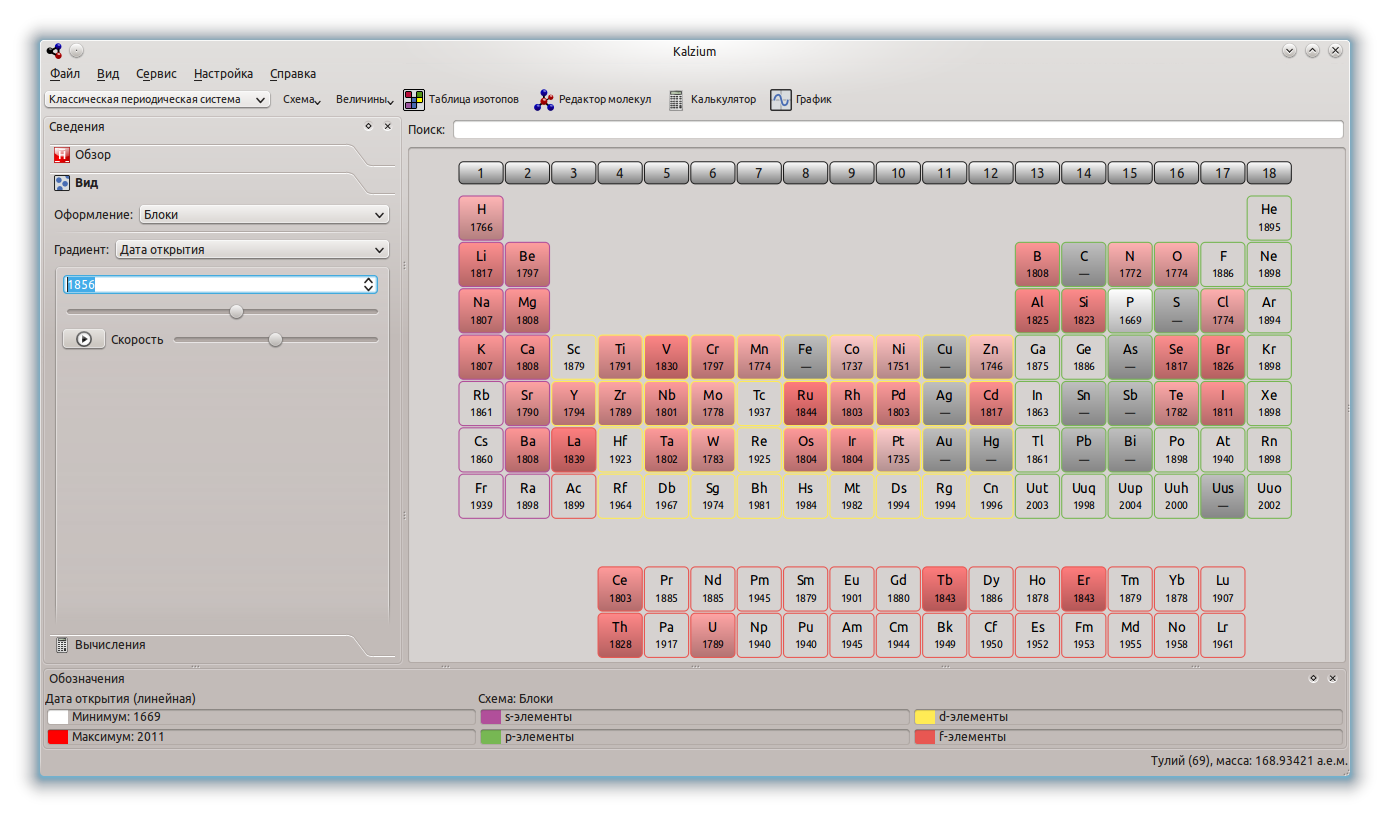 Kalzium
Файл Вид Сервис Настройка Справка
Классическая периодическая система Схема Величины Таблица изотопов Редактор молекул Калькулятор График
Сведения
Обзор
Вид
Оформление: Блоки
Градиент: Дата открытия
1856
Скорость
Вычисления
Поиск:
1 2 3 4 5 6 7 8 9 10 11 12 13 14 15 16 17 18
H He
1766 1895
Li Be B C N O F Ne
1817 1797 1808 — 1772 1774 1886 1898
Na Mg Al Si P S Cl Ar
1807 1808 1825 1823 1669 — 1774 1894
K Ca Sc Ti V Cr Mn Fe Co Ni Cu Zn Ga Ge As Se Br Kr
1807 1808 1879 1791 1830 1797 1774 — 1737 1751 — 1746 1875 1886 — 1817 1826 1898
Rb Sr Y Zr Nb Mo Tc Ru Rh Pd Ag Cd In Sn Sb Te I Xe
1861 1790 1794 1789 1801 1778 1937 1844 1803 1803 — 1817 1863 — — 1782 1811 1898
Cs Ba La Hf Ta W Re Os Ir Pt Au Hg Tl Pb Bi Po At Rn
1860 1808 1839 1923 1802 1783 1925 1804 1804 1735 — — 1861 — — 1898 1940 1898
Fr Ra Ac Rf Db Sg Bh Hs Mt Ds Rg Cn Uut Uuq Uup Uuh Uus Uuo
1939 1898 1899 1964 1967 1974 1981 1984 1982 1994 1994 1996 2003 1998 2004 2000 — 2002
Ce Pr Nd Pm Sm Eu Gd Tb Dy Ho Er Tm Yb Lu
1803 1885 1885 1945 1879 1901 1880 1843 1886 1878 1843 1879 1878 1907
Th Pa U Np Pu Am Cm Bk Cf Es Fm Md No Lr
1828 1917 1789 1940 1940 1945 1944 1949 1950 1952 1953 1955 1958 1961
Обозначения
Дата открытия (линейная) Схема: Блоки
Минимум: 1669 s-элементы d-элементы
Максимум: 2011 p-элементы f-элементы
Тулий (69), масса: 168.93421 а.е.м.